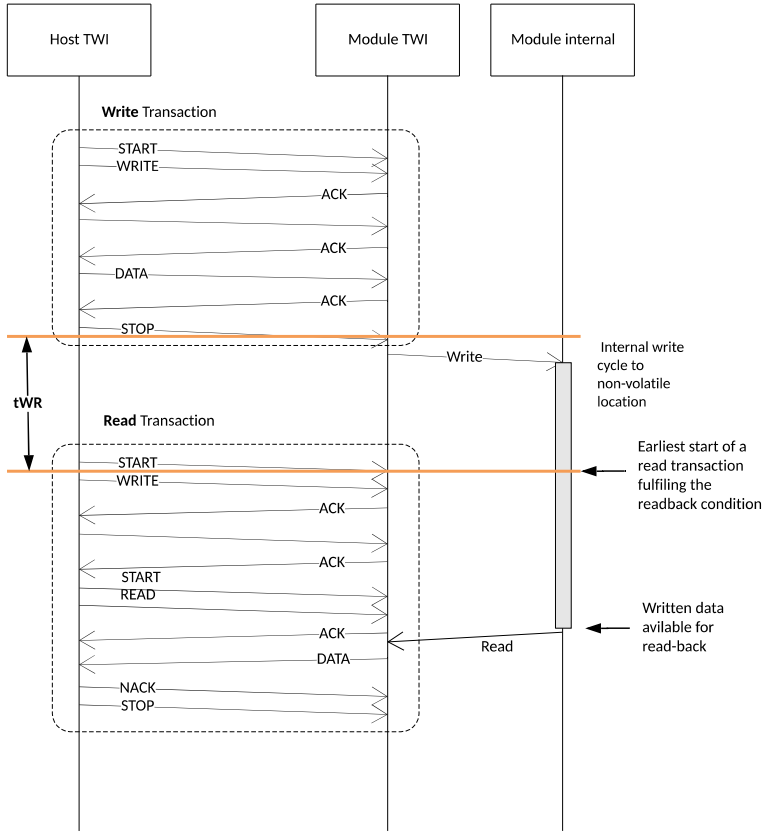 Host TWI
Module TWI
Module internal
Write Transaction
START
WRITE
ACK
ACK
DATA
ACK
STOP
Write
Internal write
cycle to
non-volatile
location
tWR
Read Transaction
START
WRITE
Earliest start of a
read transaction
fulfiling the
readback condition
ACK
ACK
START
READ
ACK
Read
DATA
Written data
avilable for
read-back
NACK
STOP